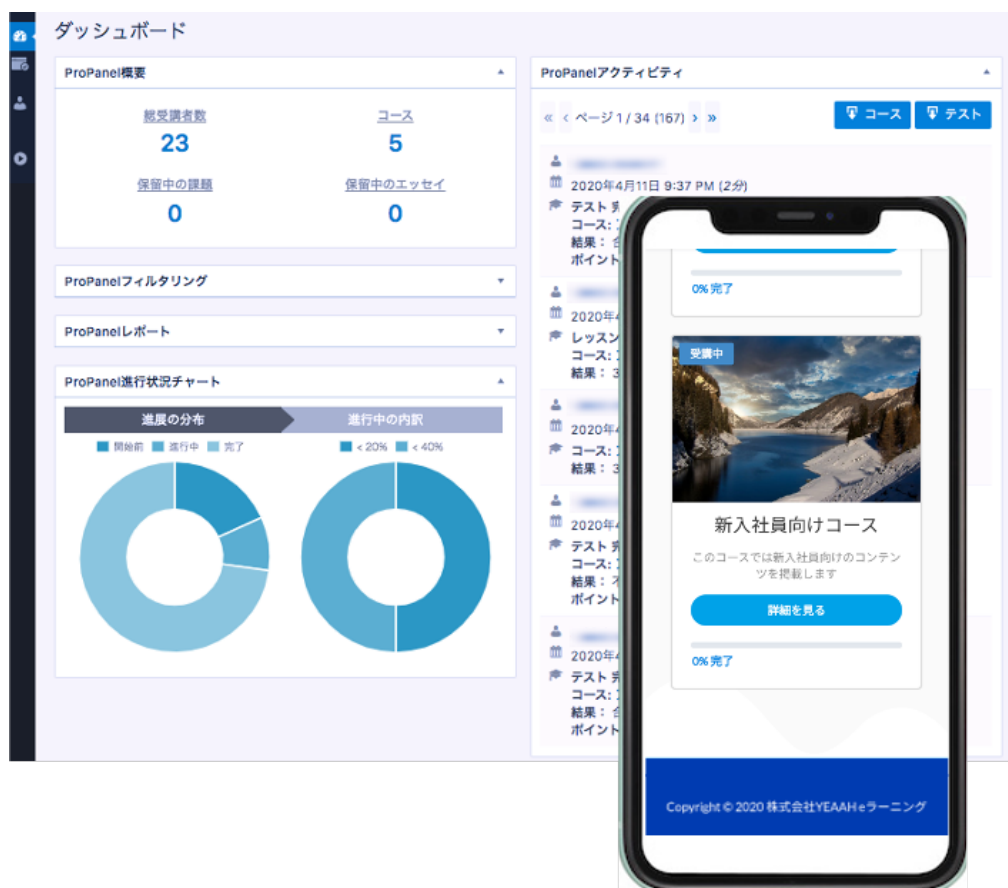 ダッシュボード
ProPanel概要
総受講者数
コース
23
5
保留中の課題
保留中のエッセイ
0
0
ProPanelフィルタリング
ProPanelレポート
ProPanel進行状況チャート
進展の分布
進行中の内訳
開始前 進行中 完了
< 20% < 40%
ProPanelアクティビティ
« ‹ ページ 1 / 34 (167) › »
コース
テスト
2020年4月11日 9:37 PM (2分)
テスト
コース:
結果:
ポイント
2020年
レッスン
コース:
結果: 3
2020年
コース:
結果: 3
2020年
テスト
コース:
結果:
ポイント
2020年
テスト
コース:
結果:
ポイント
0% 完了
受講中
新入社員向けコース
このコースでは新入社員向けのコンテン
ツを掲載します
詳細を見る
0% 完了
Copyright © 2020 株式会社YEAAH eラーニング